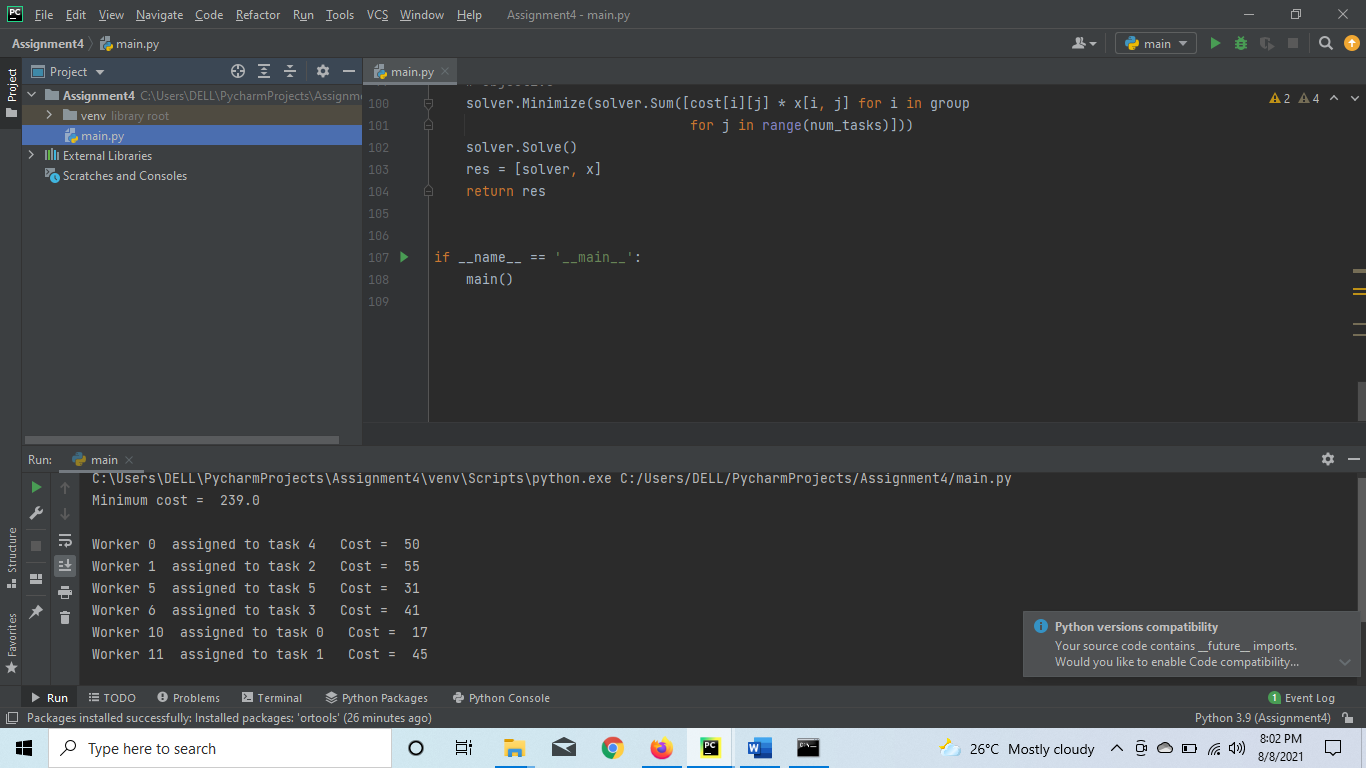 PC File Edit View Navigate Code Refactor Run Tools VCS Window Help Assignment4 - main.py
Assignment4 main.py
main
Project
Project
main.py
Assignment4 C:\Users\DELL\PycharmProjects\Assignm
venv library root
main.py
External Libraries
Scratches and Consoles
100 solver.Minimize(solver.Sum([cost[i][j] * x[i, j] for i in group
101 for j in range(num_tasks)]))
102 solver.Solve()
103 res = [solver, x]
104 return res
105
106
107 if __name__ == '__main__':
108 main()
109
2 4
Run: main
C:\Users\DELL\PycharmProjects\Assignment4\venv\Scripts\python.exe C:/Users/DELL/PycharmProjects/Assignment4/main.py
Minimum cost =  239.0
Worker 0  assigned to task 4   Cost =  50
Worker 1  assigned to task 2   Cost =  55
Worker 5  assigned to task 5   Cost =  31
Worker 6  assigned to task 3   Cost =  41
Worker 10  assigned to task 0   Cost =  17
Worker 11  assigned to task 1   Cost =  45
Structure
Favorites
Python versions compatibility
Your source code contains __future__ imports.
Would you like to enable Code compatibility...
Run TODO Problems Terminal Python Packages Python Console 1 Event Log
Packages installed successfully: Installed packages: 'ortools' (26 minutes ago) Python 3.9 (Assignment4)
Type here to search
PC
26°C Mostly cloudy
8:02 PM
8/8/2021